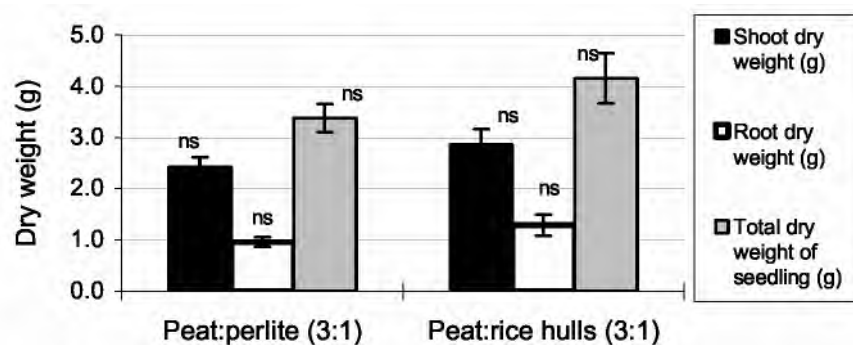 Dry weight (g)
5.0
4.0
3.0
2.0
1.0
0.0
ns
ns
ns
ns
ns
ns
Peat:perlite (3:1)
Peat:rice hulls (3:1)
Shoot dry
weight (g)
Root dry
weight (g)
Total dry
weight of
seedling (g)